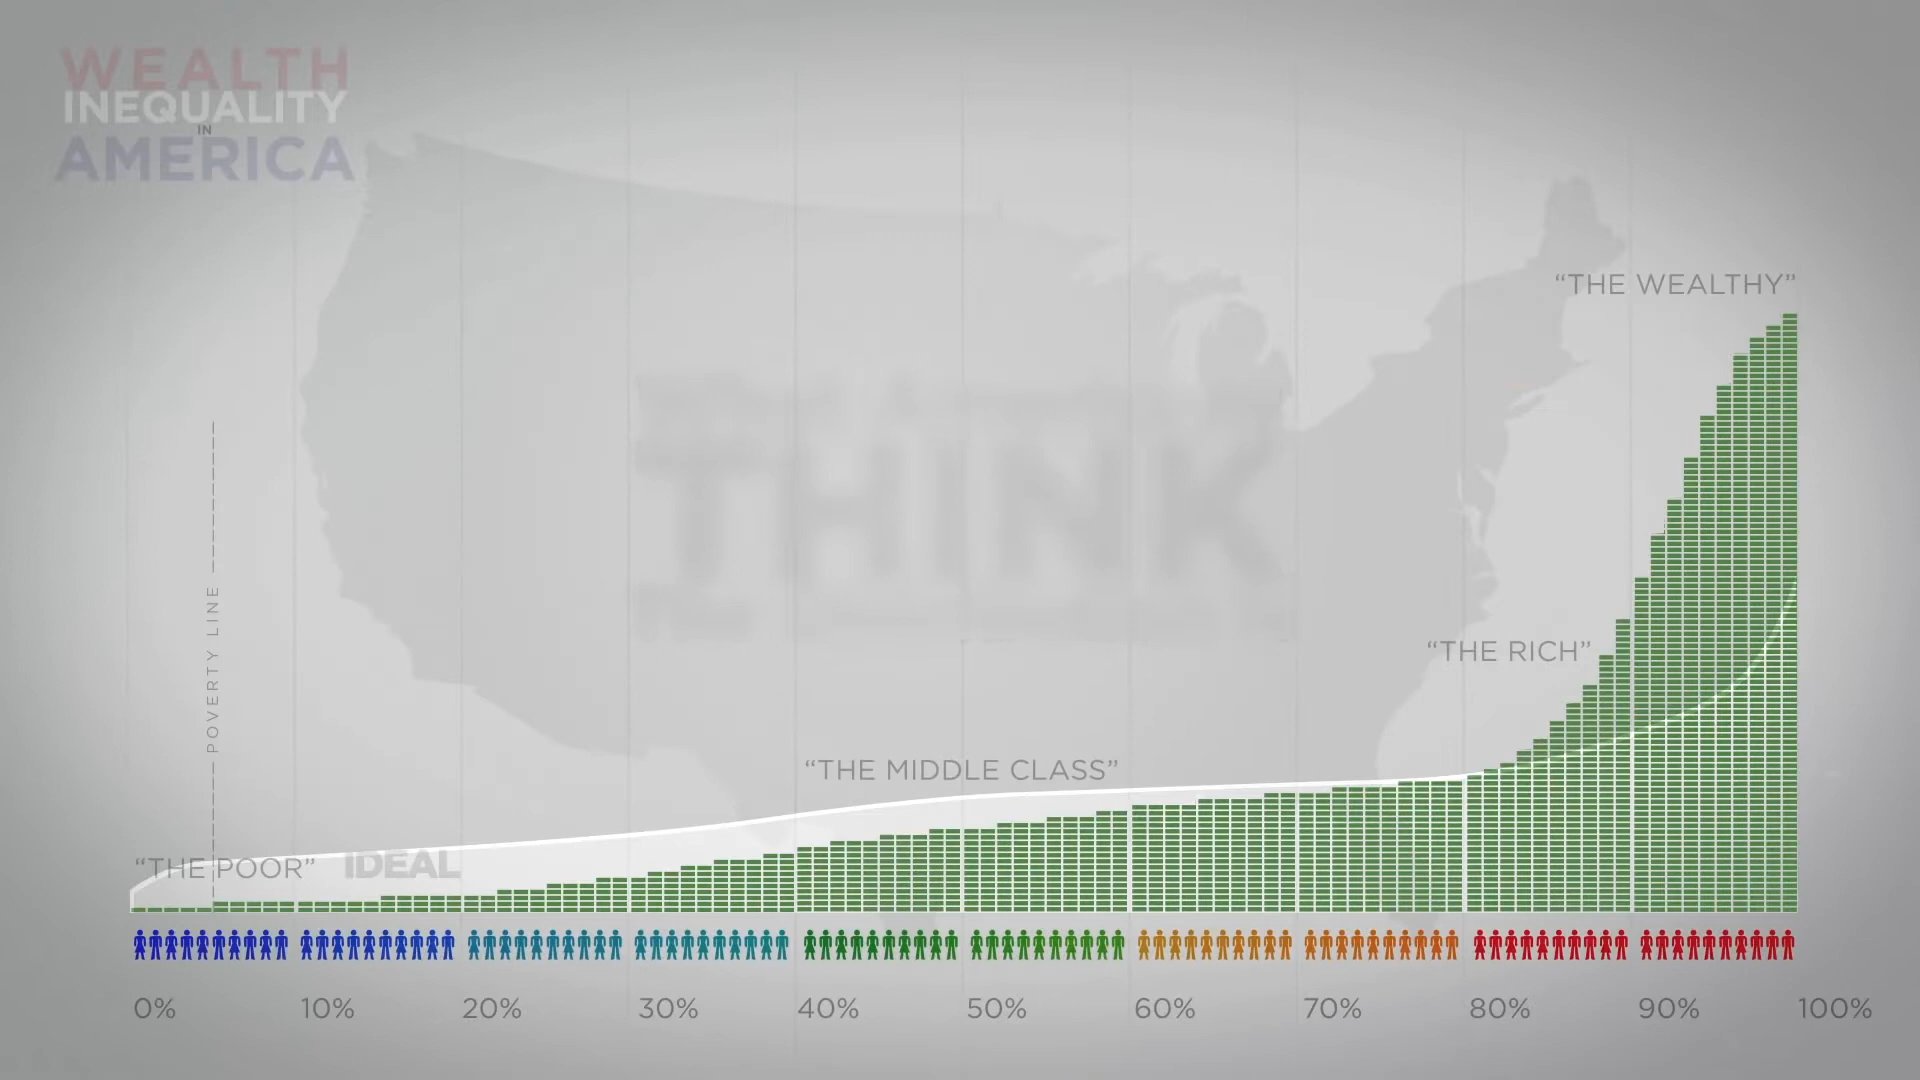 WEALTH
INEQUALITY
IN
AMERICA
“THE WEALTHY”
POVERTY LINE
THINK
“THE RICH”
“THE MIDDLE CLASS”
“THE POOR”
IDEAL
0% 10% 20% 30% 40% 50% 60% 70% 80% 90% 100%